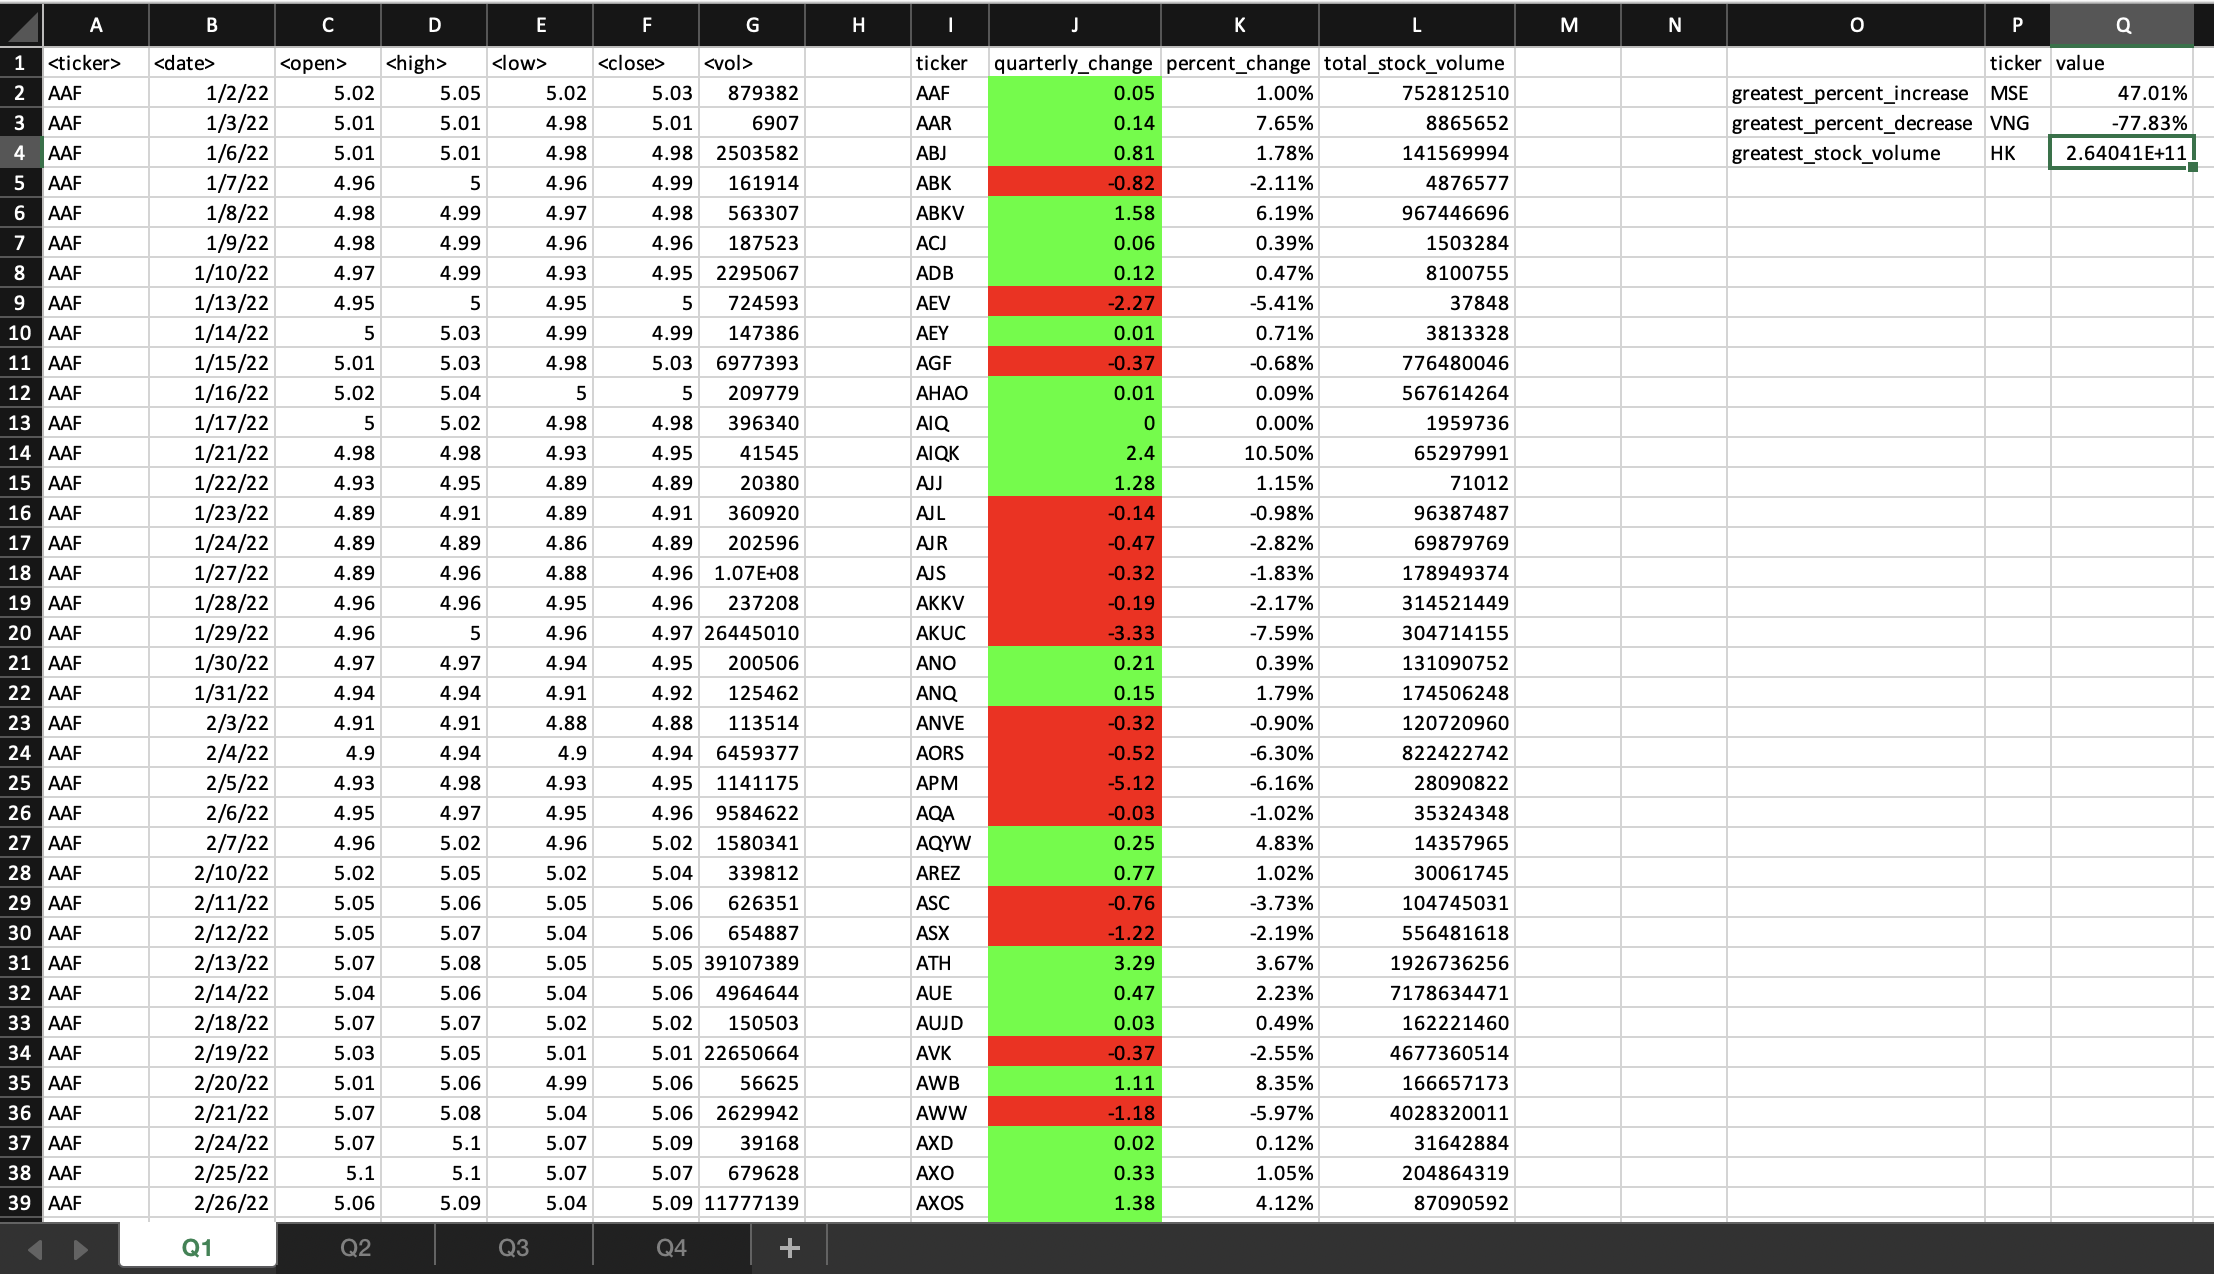 A B C D E F G H I J K L M N O P Q
1 <ticker> <date> <open> <high> <low> <close> <vol> ticker quarterly_change percent_change total_stock_volume ticker value
2 AAF 1/2/22 5.02 5.05 5.02 5.03 879382 AAF 0.05 1.00% 752812510 greatest_percent_increase MSE 47.01%
3 AAF 1/3/22 5.01 5.01 4.98 5.01 6907 AAR 0.14 7.65% 8865652 greatest_percent_decrease VNG -77.83%
4 AAF 1/6/22 5.01 5.01 4.98 4.98 2503582 ABJ 0.81 1.78% 141569994 greatest_stock_volume HK 2.64041E+11
5 AAF 1/7/22 4.96 5 4.96 4.99 161914 ABK -0.82 -2.11% 4876577
6 AAF 1/8/22 4.98 4.99 4.97 4.98 563307 ABKV 1.58 6.19% 967446696
7 AAF 1/9/22 4.98 4.99 4.96 4.96 187523 ACJ 0.06 0.39% 1503284
8 AAF 1/10/22 4.97 4.99 4.93 4.95 2295067 ADB 0.12 0.47% 8100755
9 AAF 1/13/22 4.95 5 4.95 5 724593 AEV -2.27 -5.41% 37848
10 AAF 1/14/22 5 5.03 4.99 4.99 147386 AEY 0.01 0.71% 3813328
11 AAF 1/15/22 5.01 5.03 4.98 5.03 6977393 AGF -0.37 -0.68% 776480046
12 AAF 1/16/22 5.02 5.04 5 5 209779 AHAO 0.01 0.09% 567614264
13 AAF 1/17/22 5 5.02 4.98 4.98 396340 AIQ 0 0.00% 1959736
14 AAF 1/21/22 4.98 4.98 4.93 4.95 41545 AIQK 2.4 10.50% 65297991
15 AAF 1/22/22 4.93 4.95 4.89 4.89 20380 AJJ 1.28 1.15% 71012
16 AAF 1/23/22 4.89 4.91 4.89 4.91 360920 AJL -0.14 -0.98% 96387487
17 AAF 1/24/22 4.89 4.89 4.86 4.89 202596 AJR -0.47 -2.82% 69879769
18 AAF 1/27/22 4.89 4.96 4.88 4.96 1.07E+08 AJS -0.32 -1.83% 178949374
19 AAF 1/28/22 4.96 4.96 4.95 4.96 237208 AKKV -0.19 -2.17% 314521449
20 AAF 1/29/22 4.96 5 4.96 4.97 26445010 AKUC -3.33 -7.59% 304714155
21 AAF 1/30/22 4.97 4.97 4.94 4.95 200506 ANO 0.21 0.39% 131090752
22 AAF 1/31/22 4.94 4.94 4.91 4.92 125462 ANQ 0.15 1.79% 174506248
23 AAF 2/3/22 4.91 4.91 4.88 4.88 113514 ANVE -0.32 -0.90% 120720960
24 AAF 2/4/22 4.9 4.94 4.9 4.94 6459377 AORS -0.52 -6.30% 822422742
25 AAF 2/5/22 4.93 4.98 4.93 4.95 1141175 APM -5.12 -6.16% 28090822
26 AAF 2/6/22 4.95 4.97 4.95 4.96 9584622 AQA -0.03 -1.02% 35324348
27 AAF 2/7/22 4.96 5.02 4.96 5.02 1580341 AQYW 0.25 4.83% 14357965
28 AAF 2/10/22 5.02 5.05 5.02 5.04 339812 AREZ 0.77 1.02% 30061745
29 AAF 2/11/22 5.05 5.06 5.05 5.06 626351 ASC -0.76 -3.73% 104745031
30 AAF 2/12/22 5.05 5.07 5.04 5.06 654887 ASX -1.22 -2.19% 556481618
31 AAF 2/13/22 5.07 5.08 5.05 5.05 39107389 ATH 3.29 3.67% 1926736256
32 AAF 2/14/22 5.04 5.06 5.04 5.06 4964644 AUE 0.47 2.23% 7178634471
33 AAF 2/18/22 5.07 5.07 5.02 5.02 150503 AUJD 0.03 0.49% 162221460
34 AAF 2/19/22 5.03 5.05 5.01 5.01 22650664 AVK -0.37 -2.55% 4677360514
35 AAF 2/20/22 5.01 5.06 4.99 5.06 56625 AWB 1.11 8.35% 166657173
36 AAF 2/21/22 5.07 5.08 5.04 5.06 2629942 AWW -1.18 -5.97% 4028320011
37 AAF 2/24/22 5.07 5.1 5.07 5.09 39168 AXD 0.02 0.12% 31642884
38 AAF 2/25/22 5.1 5.1 5.07 5.07 679628 AXO 0.33 1.05% 204864319
39 AAF 2/26/22 5.06 5.09 5.04 5.09 11777139 AXOS 1.38 4.12% 87090592
Q1 Q2 Q3 Q4 +